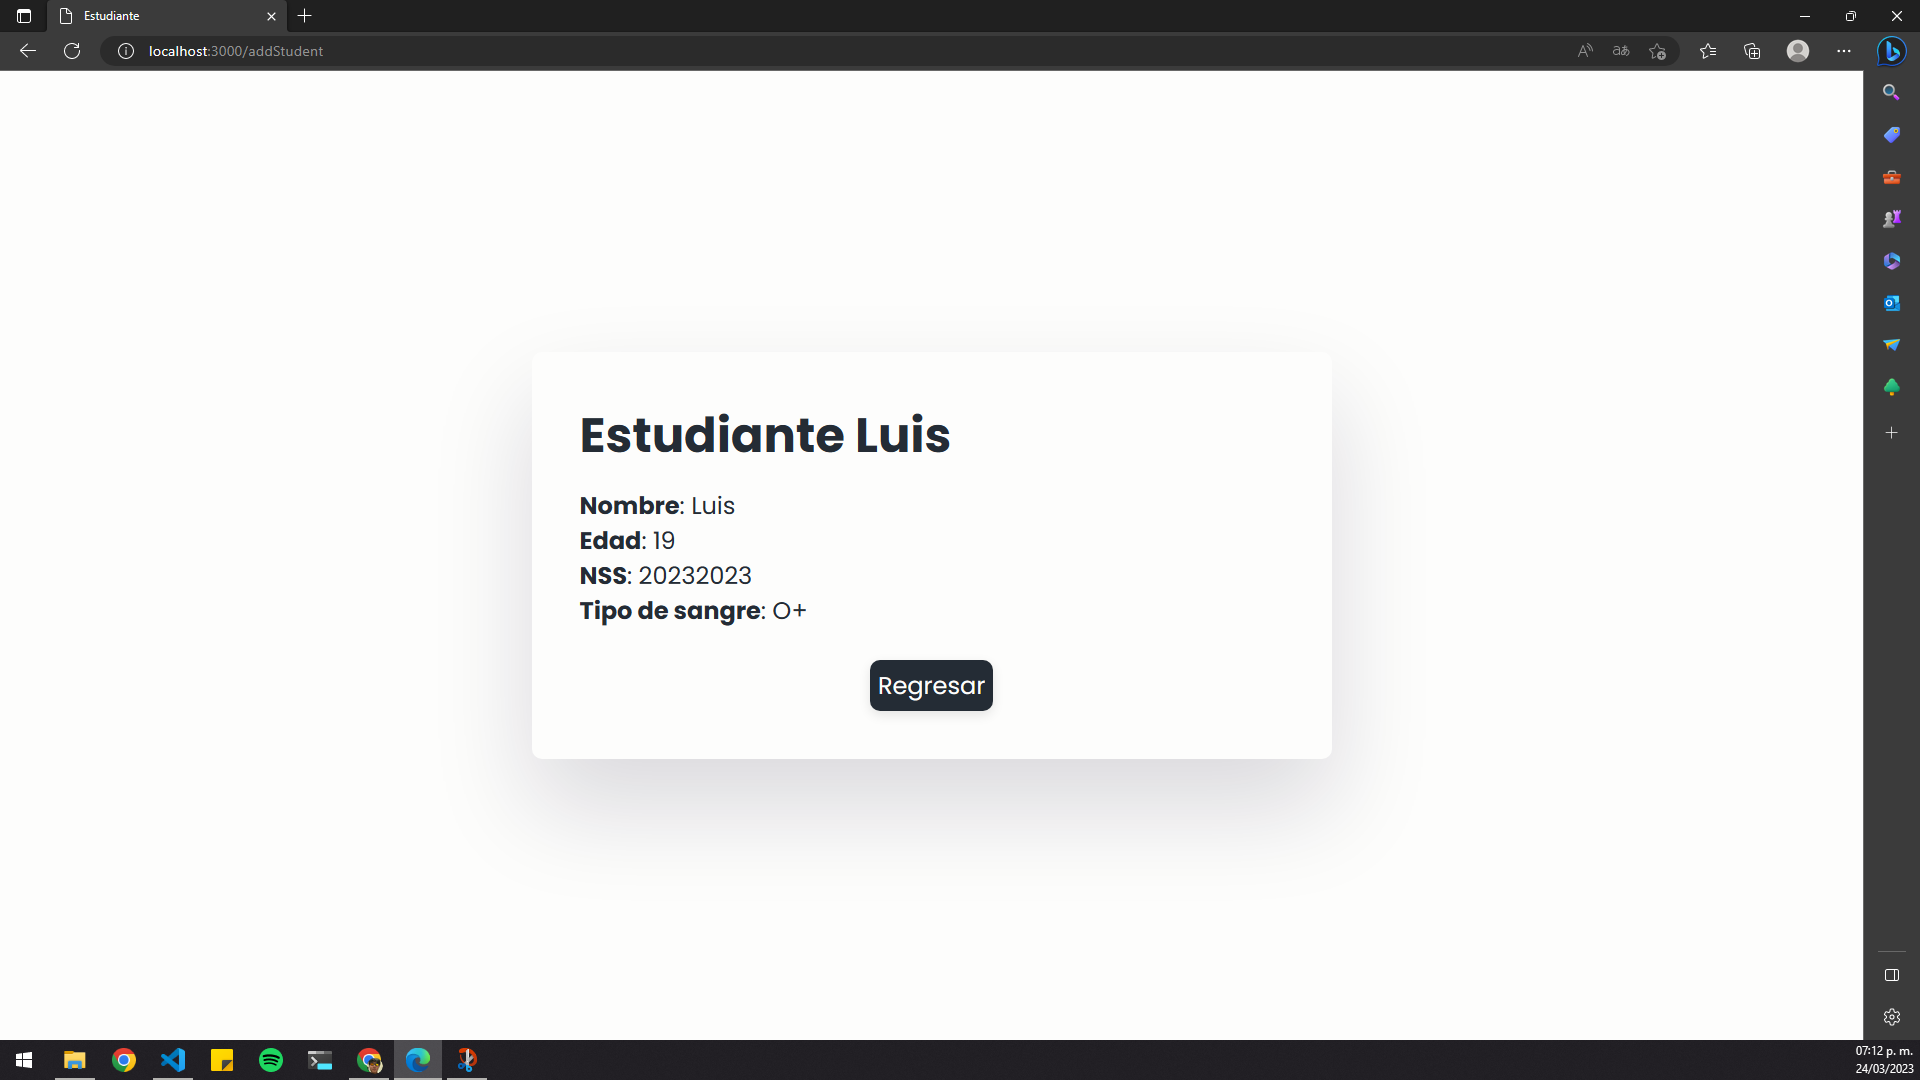 Estudiante
localhost:3000/addStudent
Estudiante Luis
Nombre: Luis
Edad: 19
NSS: 20232023
Tipo de sangre: O+
Regresar
07:12 p. m.
24/03/2023